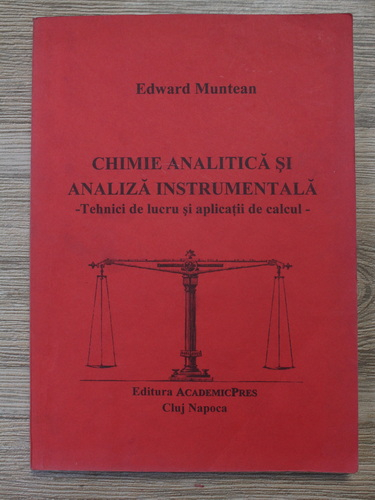 Edward Muntean
CHIMIE ANALITICĂ ŞI
ANALIZĂ INSTRUMENTALĂ
-Tehnici de lucru şi aplicaţii de calcul -
Editura ACADEMICPRES
Cluj Napoca